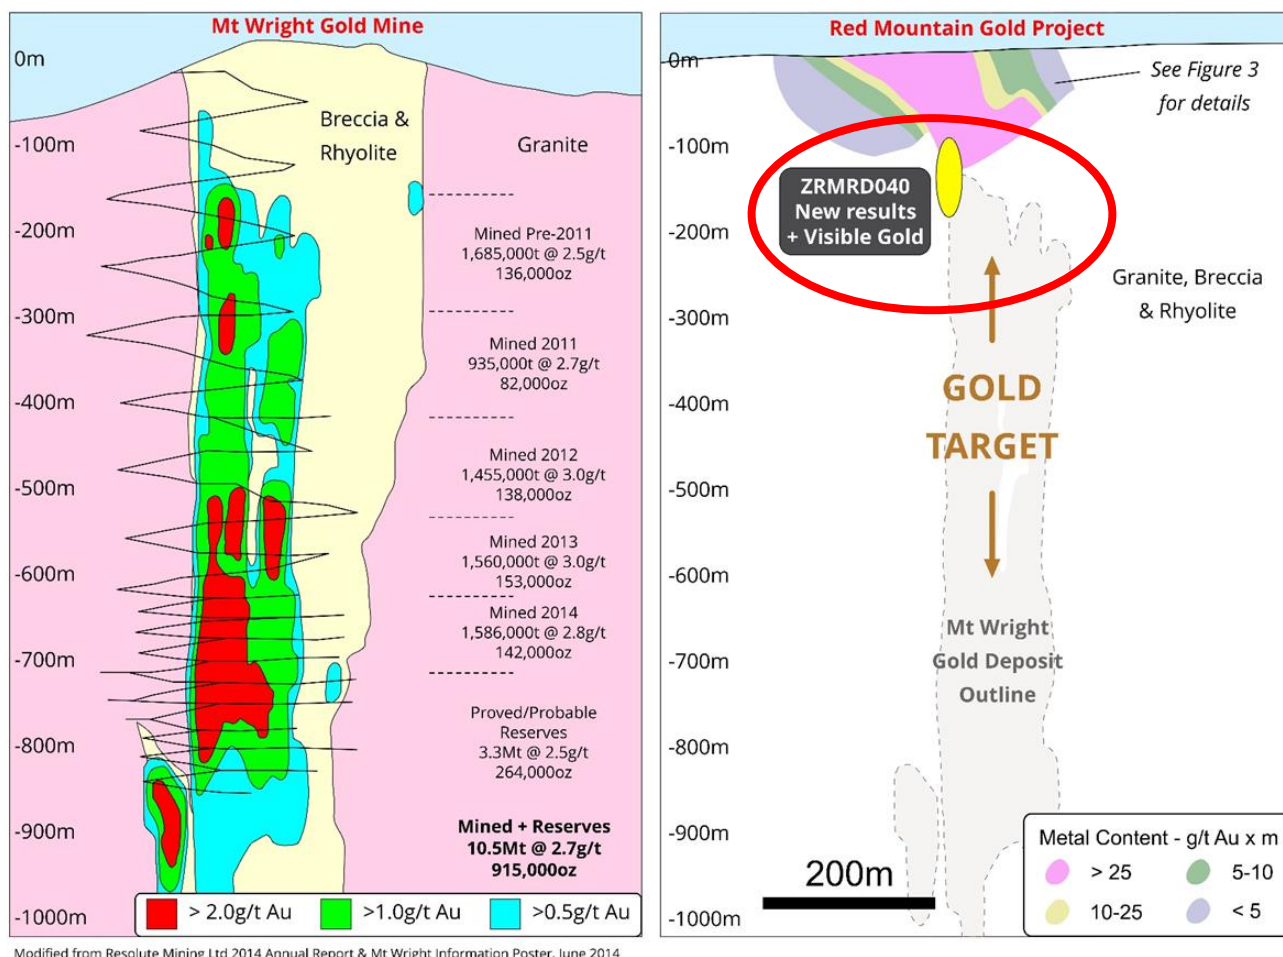 Mt Wright Gold Mine
0m
-100m
-200m
-300m
-400m
-500m
-600m
-700m
-800m
-900m
-1000m
Breccia &
Rhyolite
Granite
Mined Pre-2011
1,685,000t @ 2.5g/t
136,000oz
Mined 2011
935,000t @ 2.7g/t
82,000oz
Mined 2012
1,455,000t @ 3.0g/t
138,000oz
Mined 2013
1,560,000t @ 3.0g/t
153,000oz
Mined 2014
1,586,000t @ 2.8g/t
142,000oz
Proved/Probable
Reserves
3.3Mt @ 2.5g/t
264,000oz
Mined + Reserves
10.5Mt @ 2.7g/t
915,000oz
> 2.0g/t Au
>1.0g/t Au
>0.5g/t Au
Modified from Resolute Mining Ltd 2014 Annual Report & Mt Wright Information Poster, June 2014
Red Mountain Gold Project
0m
-100m
-200m
-300m
-400m
-500m
-600m
-700m
-800m
-900m
-1000m
See Figure 3
for details
ZRMRD040
New results
+ Visible Gold
Granite, Breccia
& Rhyolite
GOLD
TARGET
Mt Wright
Gold Deposit
Outline
200m
Metal Content - g/t Au x m
> 25
5-10
10-25
< 5